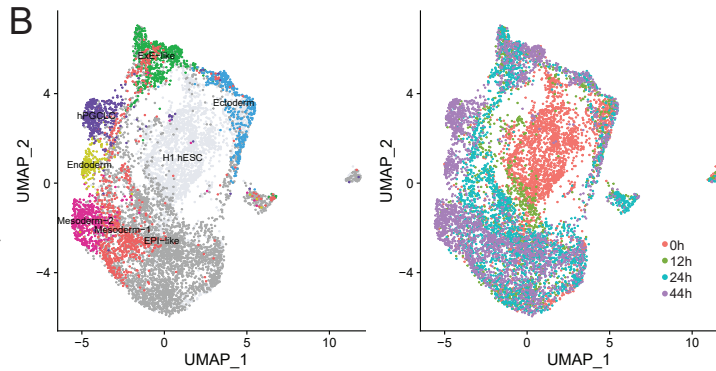 B
ExE-like
hPGCLC
Ectoderm
H1 hESC
Endoderm
Mesoderm-2
Mesoderm-1
EPI-like
4
0
−4
UMAP_2
−5
0
5
10
UMAP_1
4
0
−4
UMAP_2
0h
12h
24h
44h
−5
0
5
10
UMAP_1